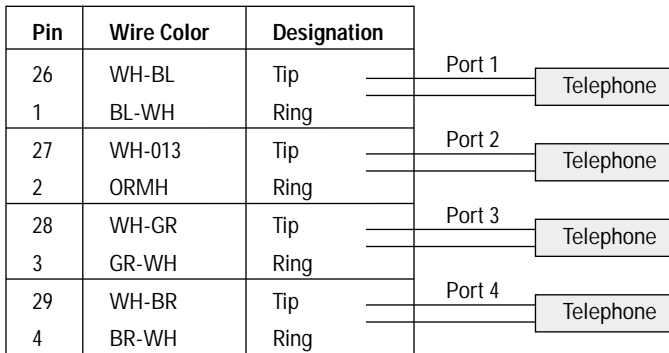 Pin Wire Color Designation
26 WH-BL Tip Port 1 Telephone
1 BL-WH Ring
27 WH-013 Tip Port 2 Telephone
2 ORMH Ring
28 WH-GR Tip Port 3 Telephone
3 GR-WH Ring
29 WH-BR Tip Port 4 Telephone
4 BR-WH Ring